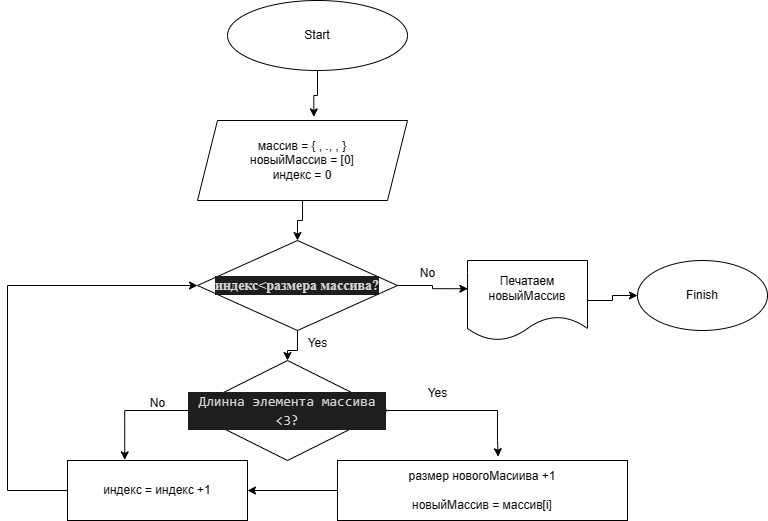 Start
массив = { , ., , }
новыйМассив = [0]
индекс = 0
индекс<размера массива?
No
Печатаем
новыйМассив
Finish
Yes
Длинна элемента массива
<3?
No
Yes
индекс = индекс +1
размер новогоМасиива +1
новыйМассив = массив[i]